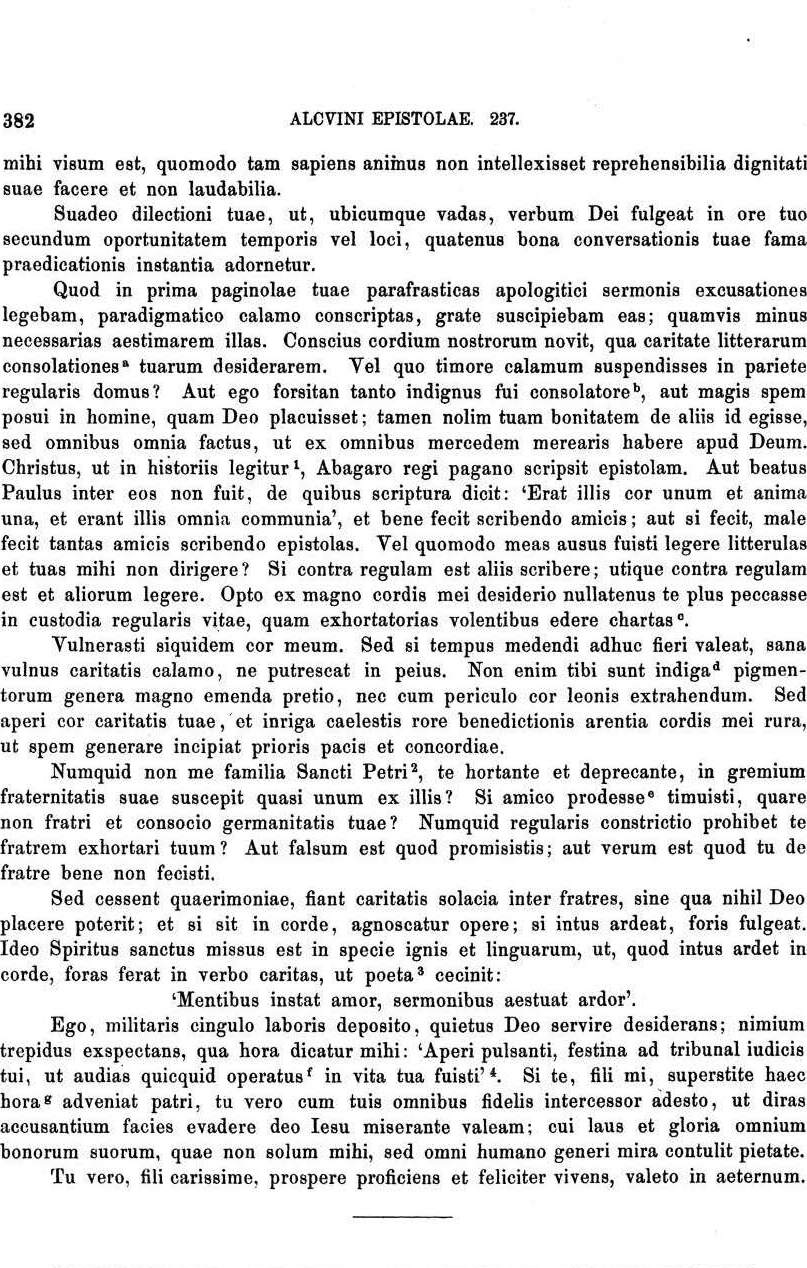 382 ALCVINI EPISTOLAE. 237.
mihi visum est, quomodo tam sapiens animus non intellexisset reprehensibilia dignitati
suae facere et non laudabilia.
Suadeo dilectioni tuae, ut, ubicumque vadas, verbum Dei fulgeat in ore tuo
secundum oportunitatem temporis vel loci, quatenus bona conversationis tuae fama
praedicationis instantia adornetur.
Quod in prima paginolae tuae parafrasticas apologitici sermonis excusationes
legebam, paradigmatico calamo conscriptas, grate suscipiebam eas; quamvis minus
necessarias aestimarem illas. Conscius cordium nostrorum novit, qua caritate litterarum
consolationesᵃ tuarum desiderarem. Vel quo timore calamum suspendisses in pariete
regularis domus? Aut ego forsitan tanto indignus fui consolatoreᵇ, aut magis spem
posui in homine, quam Deo placuisset; tamen nolim tuam bonitatem de aliis id egisse,
sed omnibus omnia factus, ut ex omnibus mercedem merearis habere apud Deum.
Christus, ut in historiis legitur¹, Abagaro regi pagano scripsit epistolam. Aut beatus
Paulus inter eos non fuit, de quibus scriptura dicit: ‘Erat illis cor unum et anima
una, et erant illis omnia communia’, et bene fecit scribendo amicis; aut si fecit, male
fecit tantas amicis scribendo epistolas. Vel quomodo meas ausus fuisti legere litterulas
et tuas mihi non dirigere? Si contra regulam est aliis scribere; utique contra regulam
est et aliorum legere. Opto ex magno cordis mei desiderio nullatenus te plus peccasse
in custodia regularis vitae, quam exhortatorias volentibus edere chartasᶜ.
Vulnerasti siquidem cor meum. Sed si tempus medendi adhuc fieri valeat, sana
vulnus caritatis calamo, ne putrescat in peius. Non enim tibi sunt indigaᵈ pigmen-
torum genera magno emenda pretio, nec cum periculo cor leonis extrahendum. Sed
aperi cor caritatis tuae, et inriga caelestis rore benedictionis arentia cordis mei rura,
ut spem generare incipiat prioris pacis et concordiae.
Numquid non me familia Sancti Petri², te hortante et deprecante, in gremium
fraternitatis suae suscepit quasi unum ex illis? Si amico prodesseᵉ timuisti, quare
non fratri et consocio germanitatis tuae? Numquid regularis constrictio prohibet te
fratrem exhortari tuum? Aut falsum est quod promisistis; aut verum est quod tu de
fratre bene non fecisti.
Sed cessent quaerimoniae, fiant caritatis solacia inter fratres, sine qua nihil Deo
placere poterit; et si sit in corde, agnoscatur opere; si intus ardeat, foris fulgeat.
Ideo Spiritus sanctus missus est in specie ignis et linguarum, ut, quod intus ardet in
corde, foras ferat in verbo caritas, ut poeta³ cecinit:
‘Mentibus instat amor, sermonibus aestuat ardor’.
Ego, militaris cingulo laboris deposito, quietus Deo servire desiderans; nimium
trepidus exspectans, qua hora dicatur mihi: ‘Aperi pulsanti, festina ad tribunal iudicis
tui, ut audias quicquid operatusᶠ in vita tua fuisti’⁴. Si te, fili mi, superstite haec
horaᵍ adveniat patri, tu vero cum tuis omnibus fidelis intercessor adesto, ut diras
accusantium facies evadere deo Iesu miserante valeam; cui laus et gloria omnium
bonorum suorum, quae non solum mihi, sed omni humano generi mira contulit pietate.
Tu vero, fili carissime, prospere proficiens et feliciter vivens, valeto in aeternum.